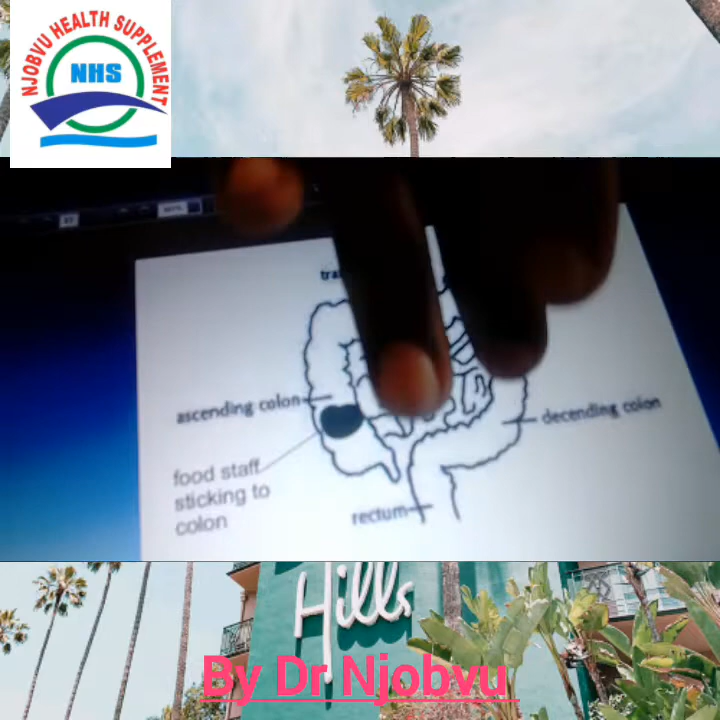 NJOBVU HEALTH SUPPLEMENT
NHS
ascending colon
decending colon
food staff
sticking to
colon
rectum
Hills
By Dr Njobvu